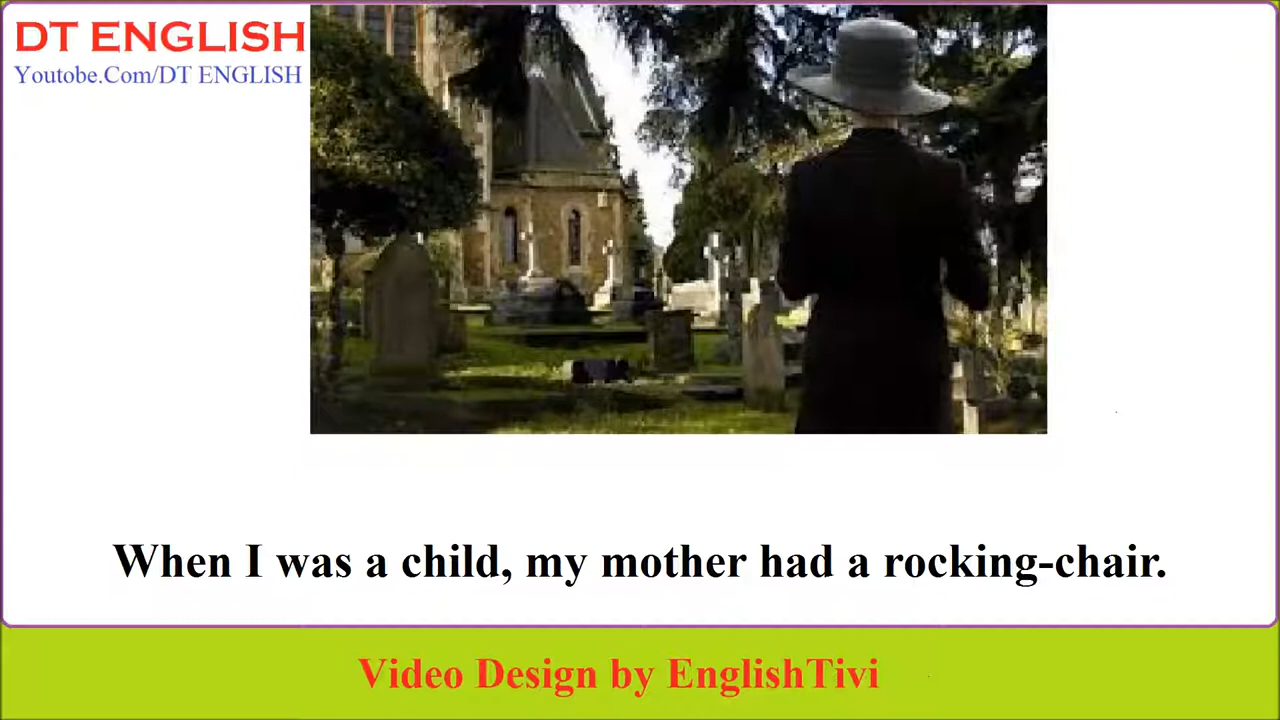 DT ENGLISH
Youtobe.Com/DT ENGLISH
When I was a child, my mother had a rocking-chair.
Video Design by EnglishTivi